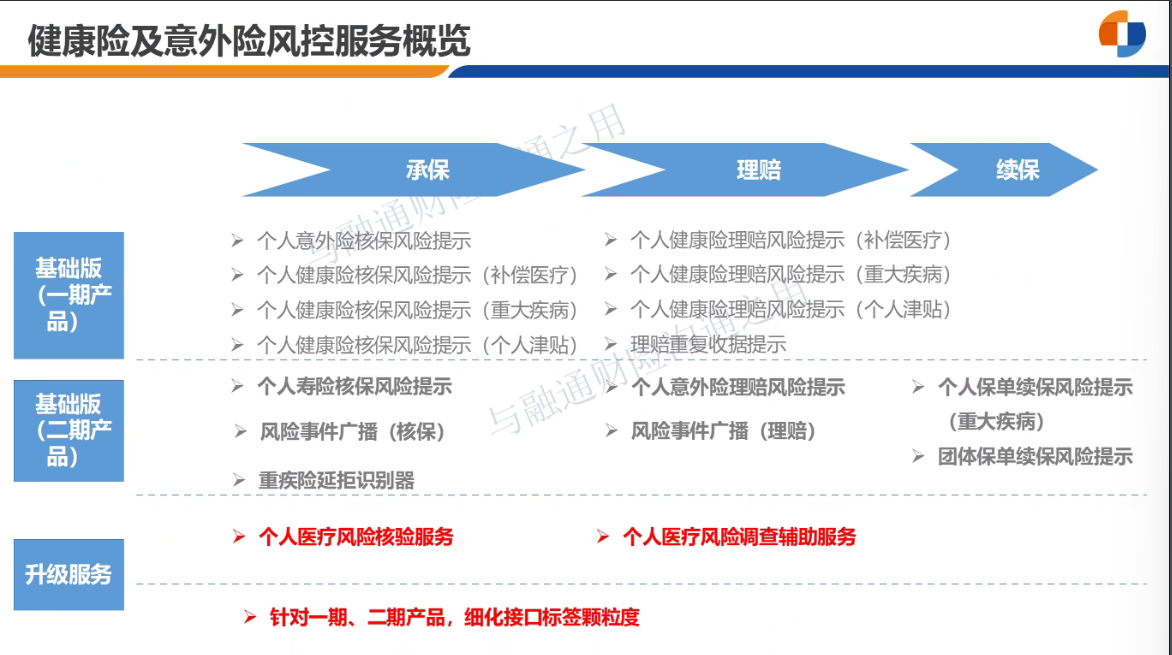 健康险及意外险风控服务概览
承保
理赔
续保
基础版
（一期产
品）
个人意外险核保风险提示
个人健康险核保风险提示（补偿医疗）
个人健康险核保风险提示（重大疾病）
个人健康险核保风险提示（个人津贴）
个人健康险理赔风险提示（补偿医疗）
个人健康险理赔风险提示（重大疾病）
个人健康险理赔风险提示（个人津贴）
理赔重复收据提示
基础版
（二期产
品）
个人寿险核保风险提示
风险事件广播（核保）
重疾险延拒识别器
个人意外险理赔风险提示
风险事件广播（理赔）
个人保单续保风险提示
（重大疾病）
团体保单续保风险提示
升级服务
个人医疗风险核验服务
个人医疗风险调查辅助服务
针对一期、二期产品，细化接口标签颗粒度
与融通财险沟通之用
与融通财险沟通之用